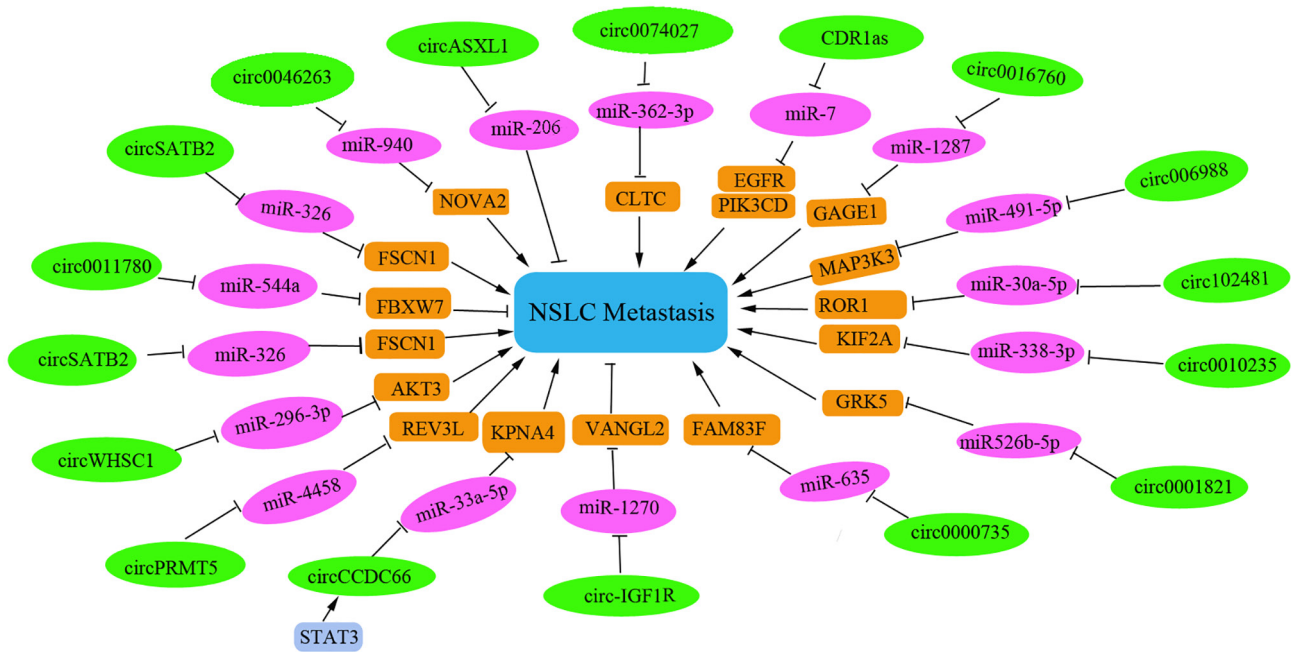 circ0074027
CDR1as
circASXL1
circ0046263
circ0016760
miR-362-3p
miR-7
miR-206
miR-940
miR-1287
circSATB2
circ006988
EGFR
CLTC
NOVA2
PIK3CD
miR-326
GAGE1
miR-491-5p
FSCN1
MAP3K3
circ0011780
miR-544a
miR-30a-5p
circ102481
FBXW7
ROR1
NSLC Metastasis
FSCN1
KIF2A
circSATB2
miR-326
miR-338-3p
circ0010235
AKT3
GRK5
miR-296-3p
REV3L
KPNA4
VANGL2
FAM83F
miR526b-5p
circWHSC1
miR-4458
miR-33a-5p
miR-1270
miR-635
circ0001821
circ0000735
circPRMT5
circCCDC66
circ-IGF1R
STAT3